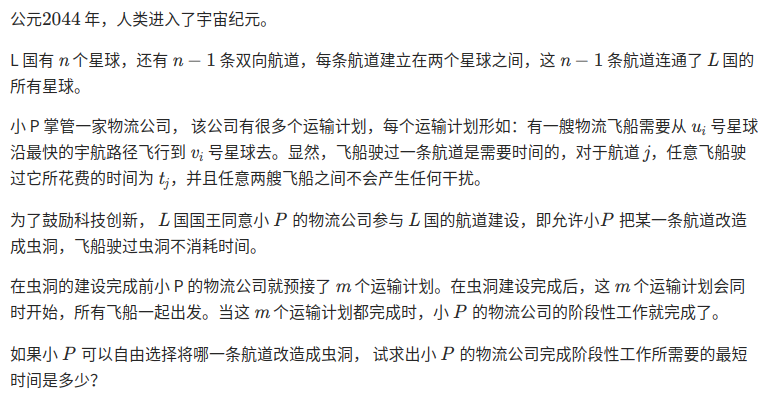 公元2044 年，人类进入了宇宙纪元。
L 国有 n 个星球，还有 n − 1 条双向航道，每条航道建立在两个星球之间，这 n − 1 条航道连通了 L 国的
所有星球。
小 P 掌管一家物流公司， 该公司有很多个运输计划，每个运输计划形如：有一艘物流飞船需要从 uᵢ 号星球
沿最快的宇航路径飞行到 vᵢ 号星球去。显然，飞船驶过一条航道是需要时间的，对于航道 j，任意飞船驶
过它所花费的时间为 tⱼ，并且任意两艘飞船之间不会产生任何干扰。
为了鼓励科技创新， L 国国王同意小 P 的物流公司参与 L 国的航道建设，即允许小P 把某一条航道改造
成虫洞，飞船驶过虫洞不消耗时间。
在虫洞的建设完成前小 P 的物流公司就预接了 m 个运输计划。在虫洞建设完成后，这 m 个运输计划会同
时开始，所有飞船一起出发。当这 m 个运输计划都完成时，小 P 的物流公司的阶段性工作就完成了。
如果小 P 可以自由选择将哪一条航道改造成虫洞， 试求出小 P 的物流公司完成阶段性工作所需要的最短
时间是多少？